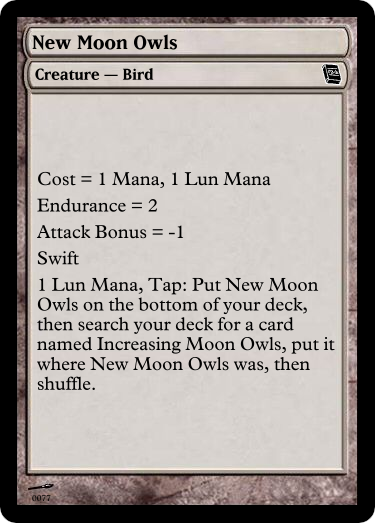 New Moon Owls
Creature — Bird
Cost = 1 Mana, 1 Lun Mana
Endurance = 2
Attack Bonus = -1
Swift
1 Lun Mana, Tap: Put New Moon
Owls on the bottom of your deck,
then search your deck for a card
named Increasing Moon Owls, put it
where New Moon Owls was, then
shuffle.
0077